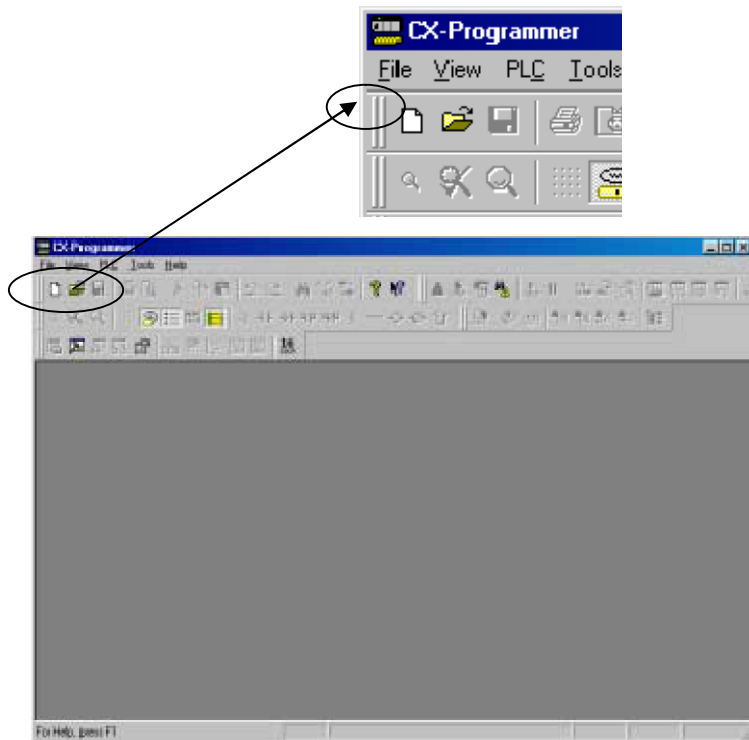 CX-Programmer
File View PLC Tools
CX-Programmer
File View PLC Tools Help
For Help, press F1